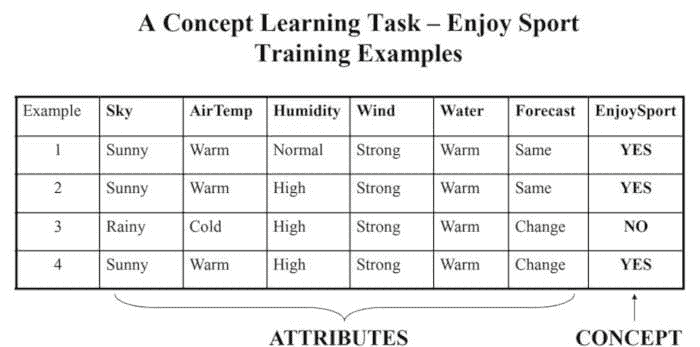 A Concept Learning Task – Enjoy Sport
Training Examples
Example Sky AirTemp Humidity Wind Water Forecast EnjoySport
1 Sunny Warm Normal Strong Warm Same YES
2 Sunny Warm High Strong Warm Same YES
3 Rainy Cold High Strong Warm Change NO
4 Sunny Warm High Strong Warm Change YES
ATTRIBUTES CONCEPT